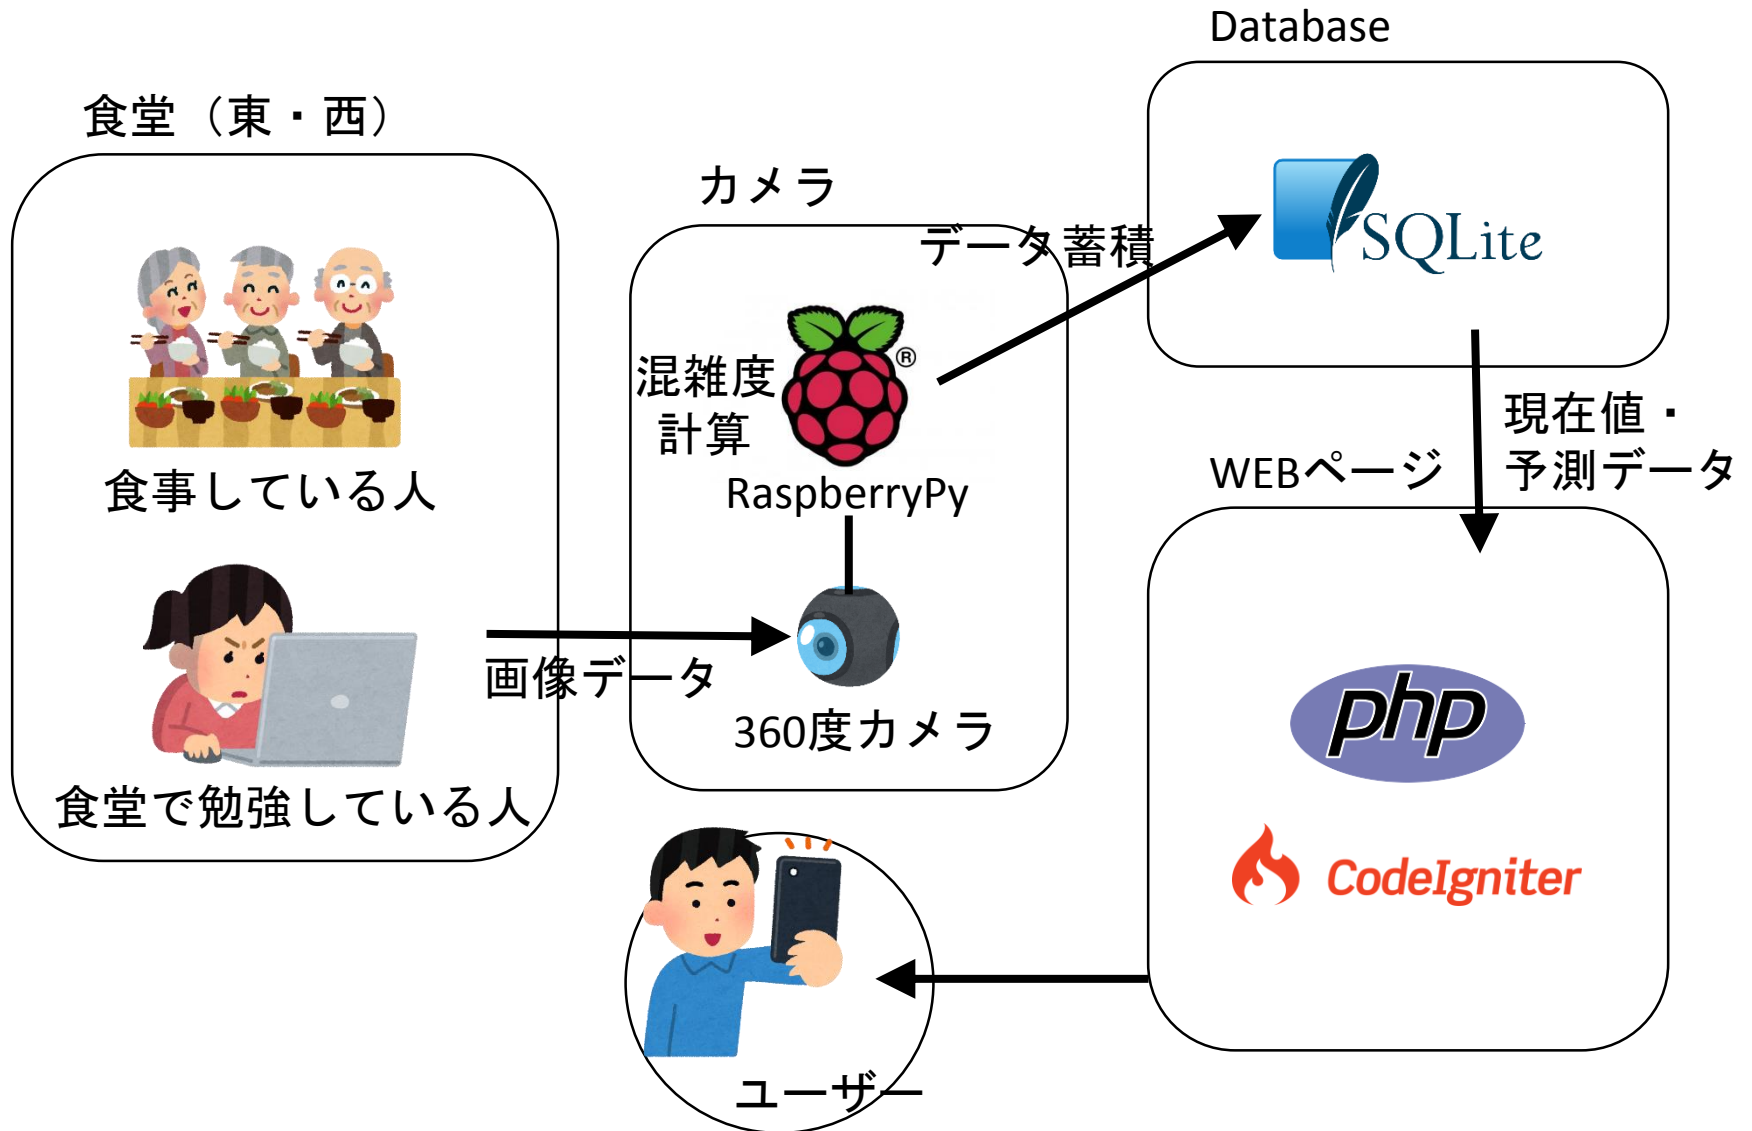 Database
食堂（東・西）
カメラ
データ蓄積
SQLite
混雑度
計算
®
RaspberryPy
食事している人
現在値・
予測データ
WEBページ
画像データ
360度カメラ
php
食堂で勉強している人
CodeIgniter
ユーザー